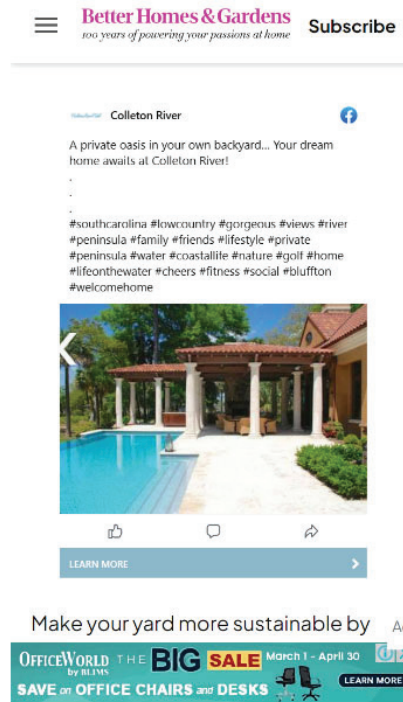 Better Homes & Gardens
100 years of powering your passions at home
Subscribe
Colleton River
A private oasis in your own backyard... Your dream
home awaits at Colleton River!
.
.
.
#southcarolina #lowcountry #gorgeous #views #river
#peninsula #family #friends #lifestyle #private
#peninsula #water #coastallife #nature #golf #home
#lifeonthewater #cheers #fitness #social #bluffton
#welcomehome
LEARN MORE
Make your yard more sustainable by
OFFICEWORLD THE BIG SALE March 1 - April 30
by BLIMS
SAVE on OFFICE CHAIRS and DESKS
LEARN MORE